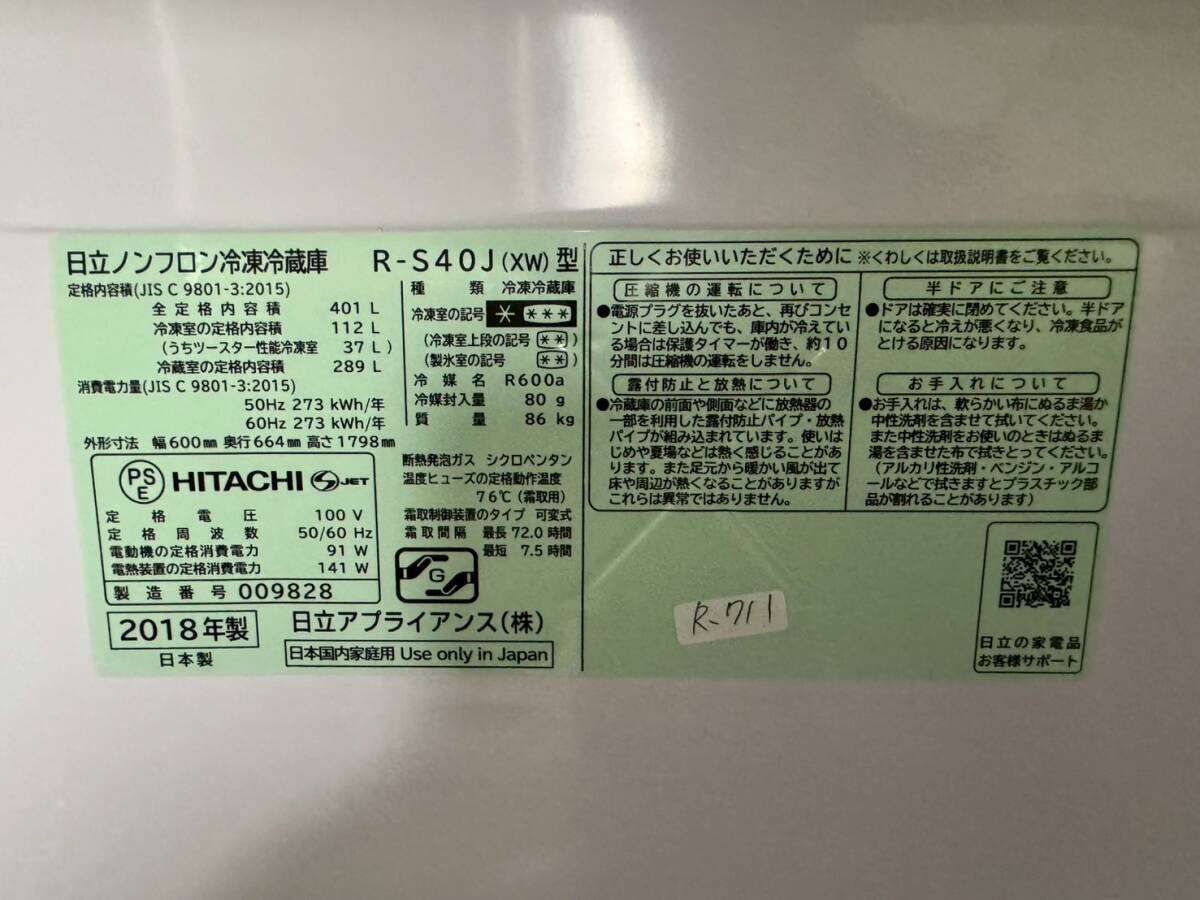 日立ノンフロン冷凍冷蔵庫 R-S40J(XW)型
定格内容積(JIS C 9801-3:2015)
全定格内容積 401 L
冷凍室の定格内容積 112 L
(うちツースター性能冷凍室 37 L)
冷蔵室の定格内容積 289 L
消費電力量(JIS C 9801-3:2015)
50Hz 273 kWh/年
60Hz 273 kWh/年
外形寸法 幅600mm 奥行664mm 高さ1798mm
PS
E
HITACHI S JET
定格電圧 100 V
定格周波数 50/60 Hz
電動機の定格消費電力 91 W
電熱装置の定格消費電力 141 W
製造番号 009828
2018年製
日本製
種類 冷凍冷蔵庫
冷凍室の記号 * ***
(冷凍室上段の記号 **)
(製氷室の記号 **)
冷媒名 R600a
冷媒封入量 80 g
質量 86 kg
断熱発泡ガス シクロペンタン
温度ヒューズの定格動作温度
76℃(霜取用)
霜取制御装置のタイプ 可変式
霜取間隔 最長 72.0 時間
最短 7.5 時間
G
日立アプライアンス(株)
日本国内家庭用 Use only in Japan
正しくお使いいただくために ※くわしくは取扱説明書をご覧ください。
圧縮機の運転について
●電源プラグを抜いたあと、再びコンセ
ントに差し込んでも、庫内が冷えてい
る場合は保護タイマーが働き、約10
分間は圧縮機の運転をしません。
露付防止と放熱について
●冷蔵庫の前面や側面などに放熱器の
一部を利用した露付防止パイプ・放熱
パイプが組み込まれています。使いは
じめや夏場などは熱く感じることがあ
ります。また足元から暖かい風が出て
床や周辺が熱くなることがありますが
これらは異常ではありません。
半ドアにご注意
●ドアは確実に閉めてください。半ドア
になると冷えが悪くなり、冷凍食品が
とける原因になります。
お手入れについて
●お手入れは、軟らかい布にぬるま湯か
中性洗剤を含ませて拭いてください。
また中性洗剤をお使いのときはぬるま
湯を含ませた布で拭きとってください。
(アルカリ性洗剤・ベンジン・アルコ
ールなどで拭きますとプラスチック部
品が割れることがあります)
R-711
日立の家電品
お客様サポート